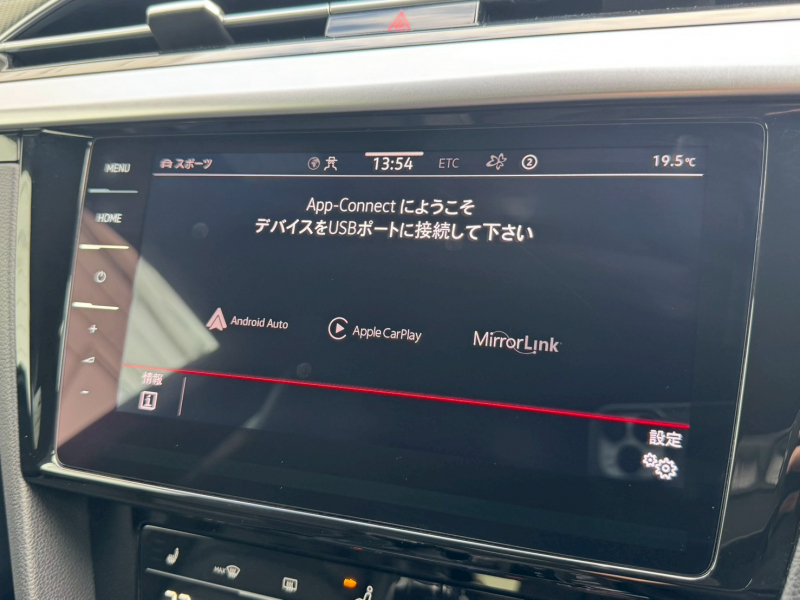 MENU
スポーツ
13:54
ETC
2
19.5℃
HOME
App-Connect にようこそ
デバイスをUSBポートに接続して下さい
Android Auto
Apple CarPlay
MirrorLink
情報
設定
MAX